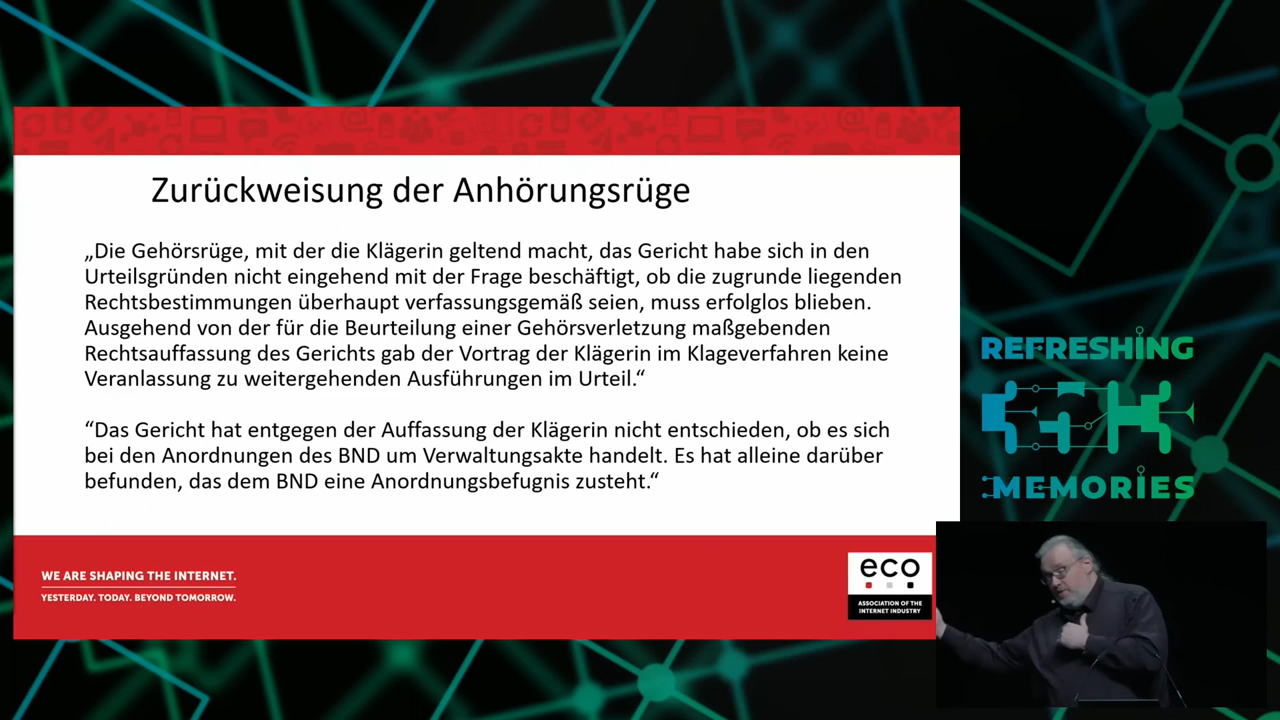 Zurückweisung der Anhörungsrüge
„Die Gehörsrüge, mit der die Klägerin geltend macht, das Gericht habe sich in den
Urteilsgründen nicht eingehend mit der Frage beschäftigt, ob die zugrunde liegenden
Rechtsbestimmungen überhaupt verfassungsgemäß seien, muss erfolglos blieben.
Ausgehend von der für die Beurteilung einer Gehörsverletzung maßgebenden
Rechtsauffassung des Gerichts gab der Vortrag der Klägerin im Klageverfahren keine
Veranlassung zu weitergehenden Ausführungen im Urteil.“
“Das Gericht hat entgegen der Auffassung der Klägerin nicht entschieden, ob es sich
bei den Anordnungen des BND um Verwaltungsakte handelt. Es hat alleine darüber
befunden, das dem BND eine Anordnungsbefugnis zusteht.“
WE ARE SHAPING THE INTERNET.
YESTERDAY. TODAY. BEYOND TOMORROW.
eco
ASSOCIATION OF THE
INTERNET INDUSTRY
REFRESHING
MEMORIES